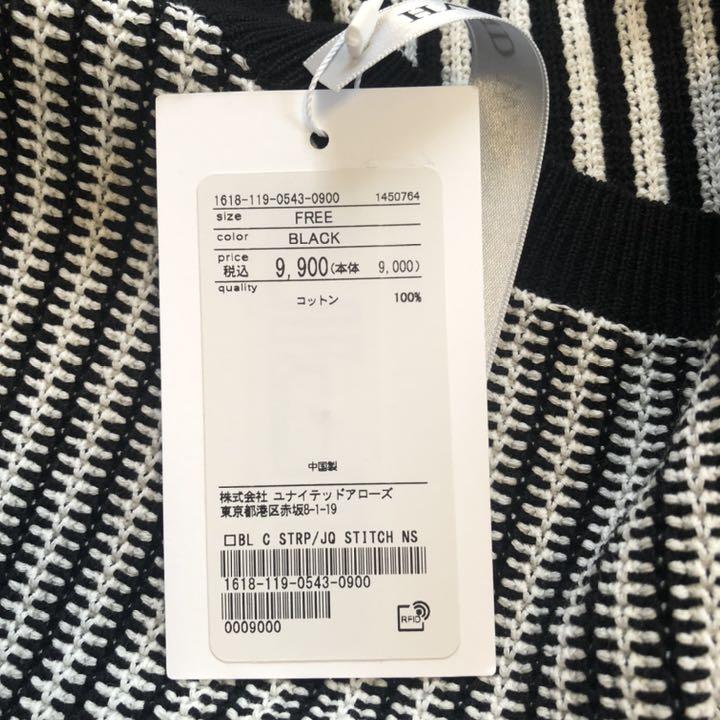 1618-119-0543-0900 1450764
size FREE
color BLACK
price
税込 9,900(本体 9,000)
quality
コットン 100%
中国製
株式会社 ユナイテッドアローズ
東京都港区赤坂8-1-19
□BL C STRP/JQ STITCH NS
1618-119-0543-0900
0009000
RFID